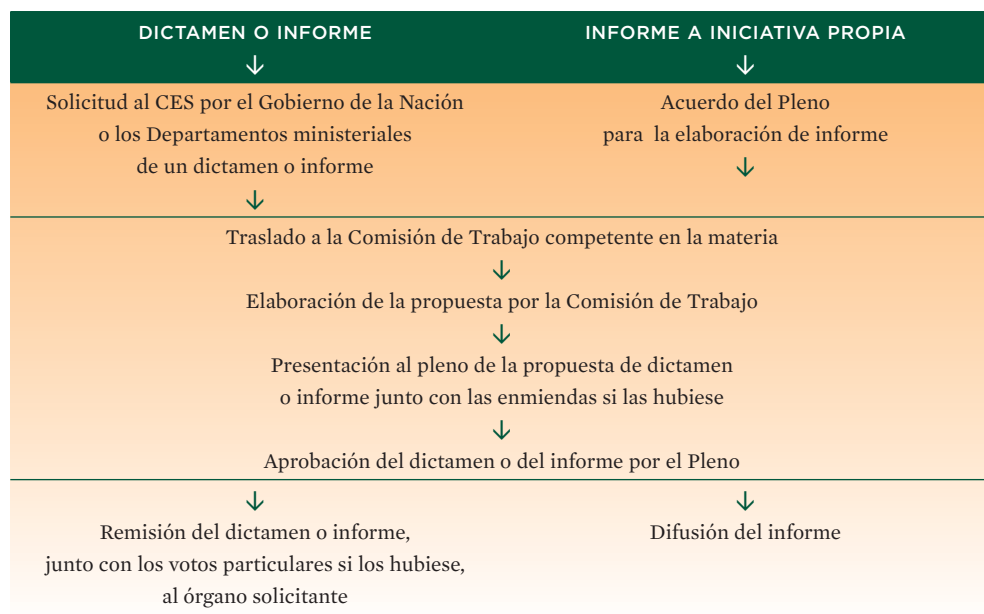 DICTAMEN O INFORME
INFORME A INICIATIVA PROPIA
Solicitud al CES por el Gobierno de la Nación
o los Departamentos ministeriales
de un dictamen o informe
Acuerdo del Pleno
para la elaboración de informe
Traslado a la Comisión de Trabajo competente en la materia
Elaboración de la propuesta por la Comisión de Trabajo
Presentación al pleno de la propuesta de dictamen
o informe junto con las enmiendas si las hubiese
Aprobación del dictamen o del informe por el Pleno
Remisión del dictamen o informe,
junto con los votos particulares si los hubiese,
al órgano solicitante
Difusión del informe